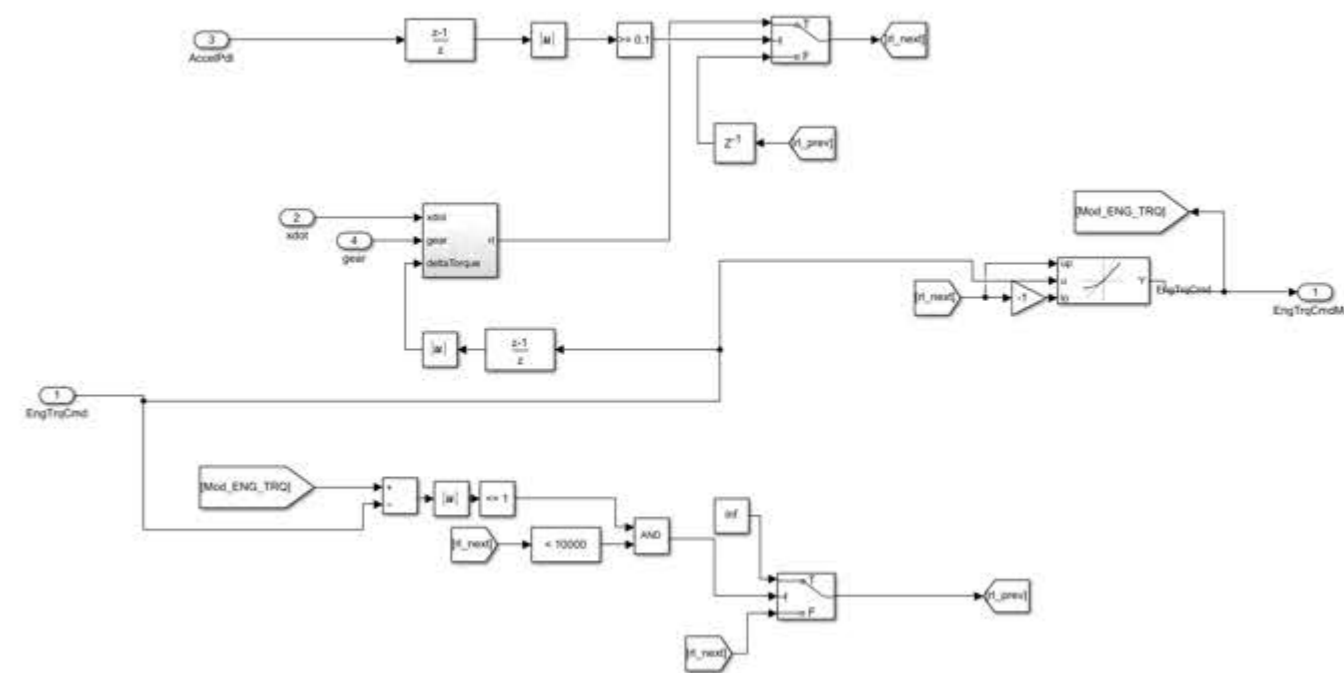 3
AccelPdl
z-1
z
|u|
>= 0.1
T
F
[rl_next]
z-1
[rl_prev]
2
xdot
4
gear
xdot
gear
deltaTorque
rl
[Mod_ENG_TRQ]
[rl_next]
-1
up
u
lo
Y
EngTrqCmd
1
EngTrqCmdM
|u|
z-1
z
1
EngTrqCmd
[Mod_ENG_TRQ]
+
−
|u|
<= 1
[rl_next]
< 10000
AND
inf
T
F
[rl_prev]
[rl_next]